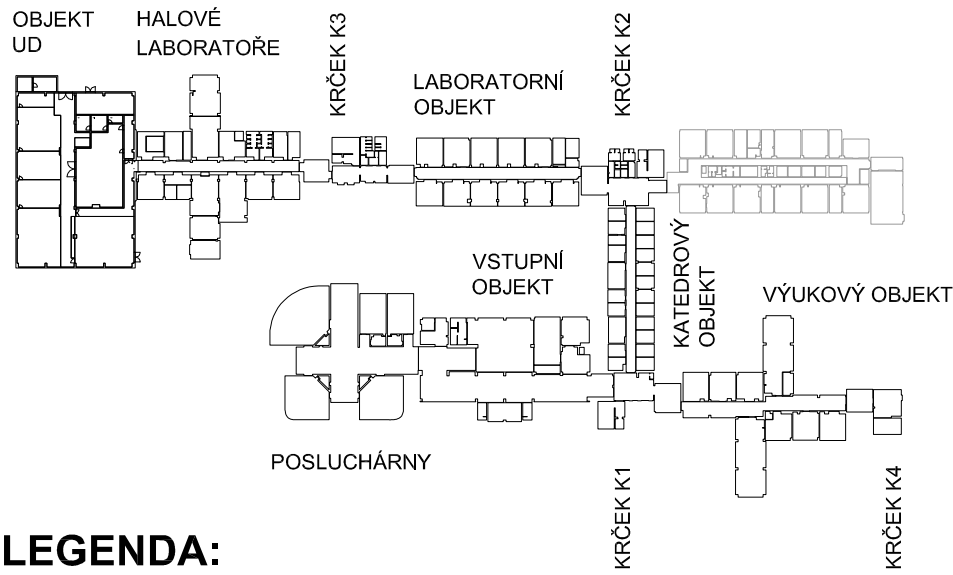 OBJEKT
UD
HALOVÉ
LABORATOŘE
KRČEK K3
LABORATORNÍ
OBJEKT
KRČEK K2
VSTUPNÍ
OBJEKT
KATEDROVÝ
OBJEKT
VÝUKOVÝ OBJEKT
POSLUCHÁRNY
KRČEK K1
KRČEK K4
LEGENDA: